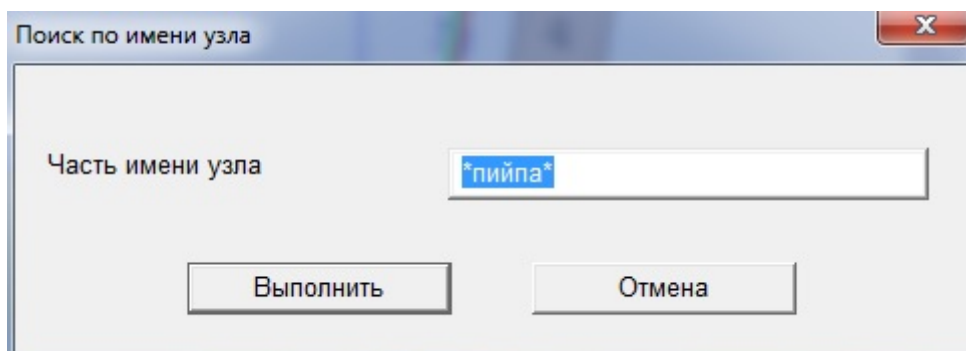 Поиск по имени узла
Часть имени узла
*пийпа*
Выполнить
Отмена